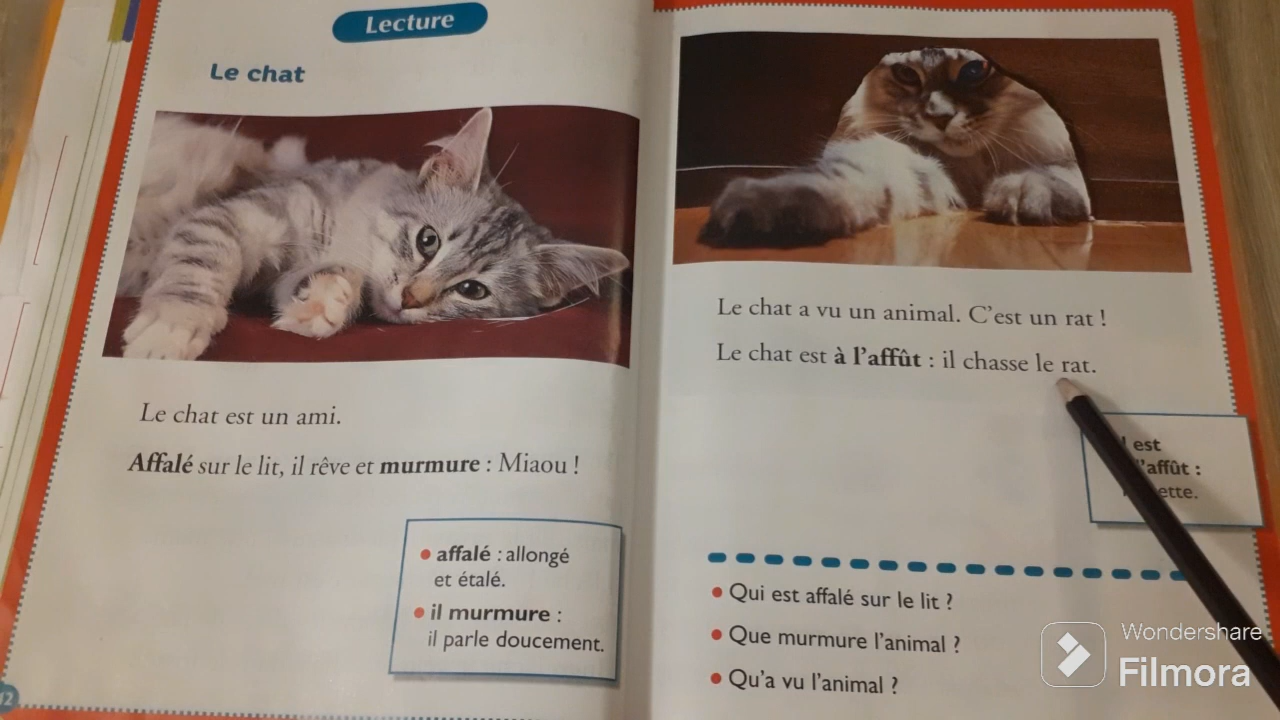 Lecture
Le chat
Le chat est un ami.
Affalé sur le lit, il rêve et murmure : Miaou !
• affalé : allongé
et étalé.
• il murmure :
il parle doucement.
Le chat a vu un animal. C'est un rat !
Le chat est à l'affût : il chasse le rat.
est
l'affût :
• Qui est affalé sur le lit ?
• Que murmure l'animal ?
• Qu'a vu l'animal ?
Wondershare
Filmora